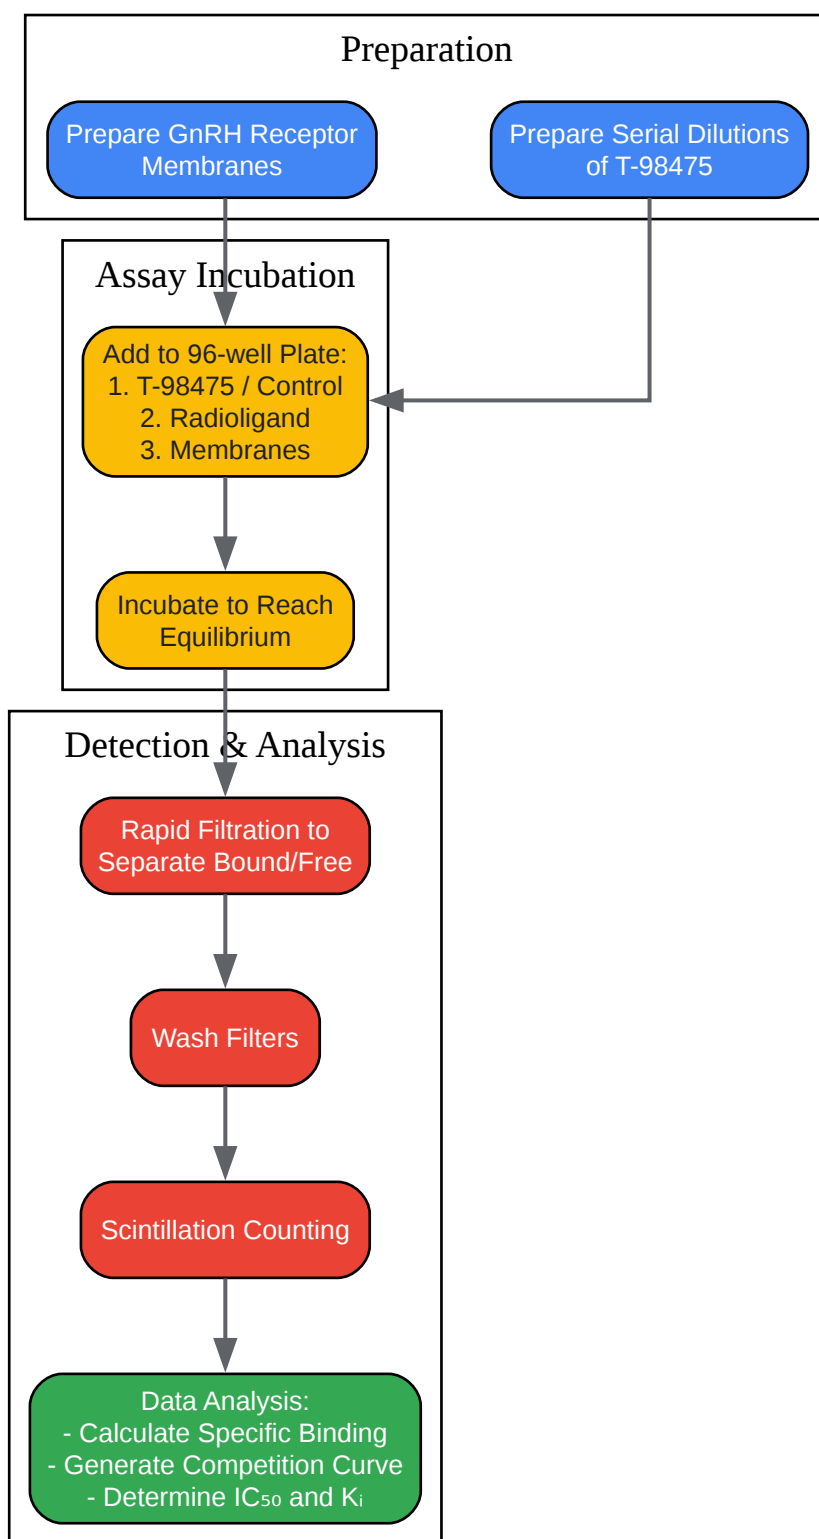 Preparation
Prepare GnRH Receptor
Membranes
Prepare Serial Dilutions
of T-98475
Assay Incubation
Add to 96-well Plate:
1. T-98475 / Control
2. Radioligand
3. Membranes
Incubate to Reach
Equilibrium
Detection & Analysis
Rapid Filtration to
Separate Bound/Free
Wash Filters
Scintillation Counting
Data Analysis:
- Calculate Specific Binding
- Generate Competition Curve
- Determine IC₅₀ and Kᵢ